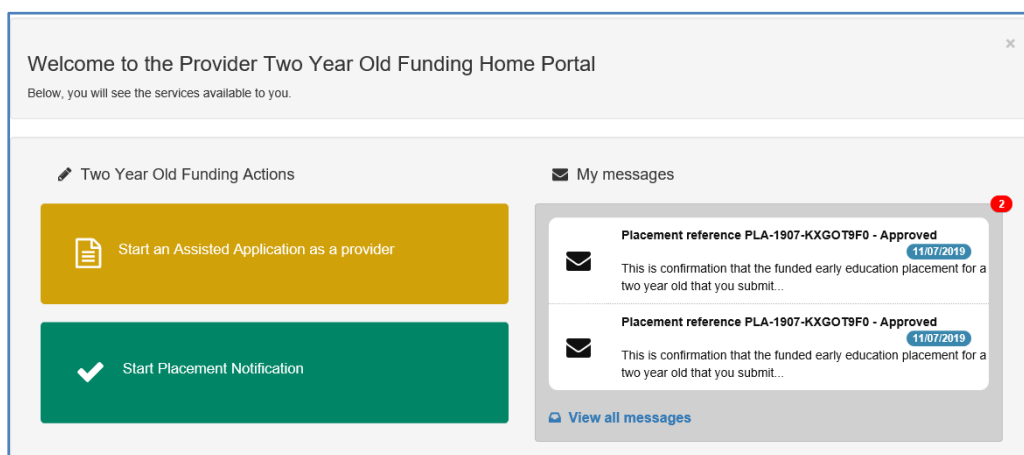 ×
Welcome to the Provider Two Year Old Funding Home Portal
Below, you will see the services available to you.
Two Year Old Funding Actions
Start an Assisted Application as a provider
Start Placement Notification
My messages
2
Placement reference PLA-1907-KXGOT9F0 - Approved
11/07/2019
This is confirmation that the funded early education placement for a
two year old that you submit...
Placement reference PLA-1907-KXGOT9F0 - Approved
11/07/2019
This is confirmation that the funded early education placement for a
two year old that you submit...
View all messages